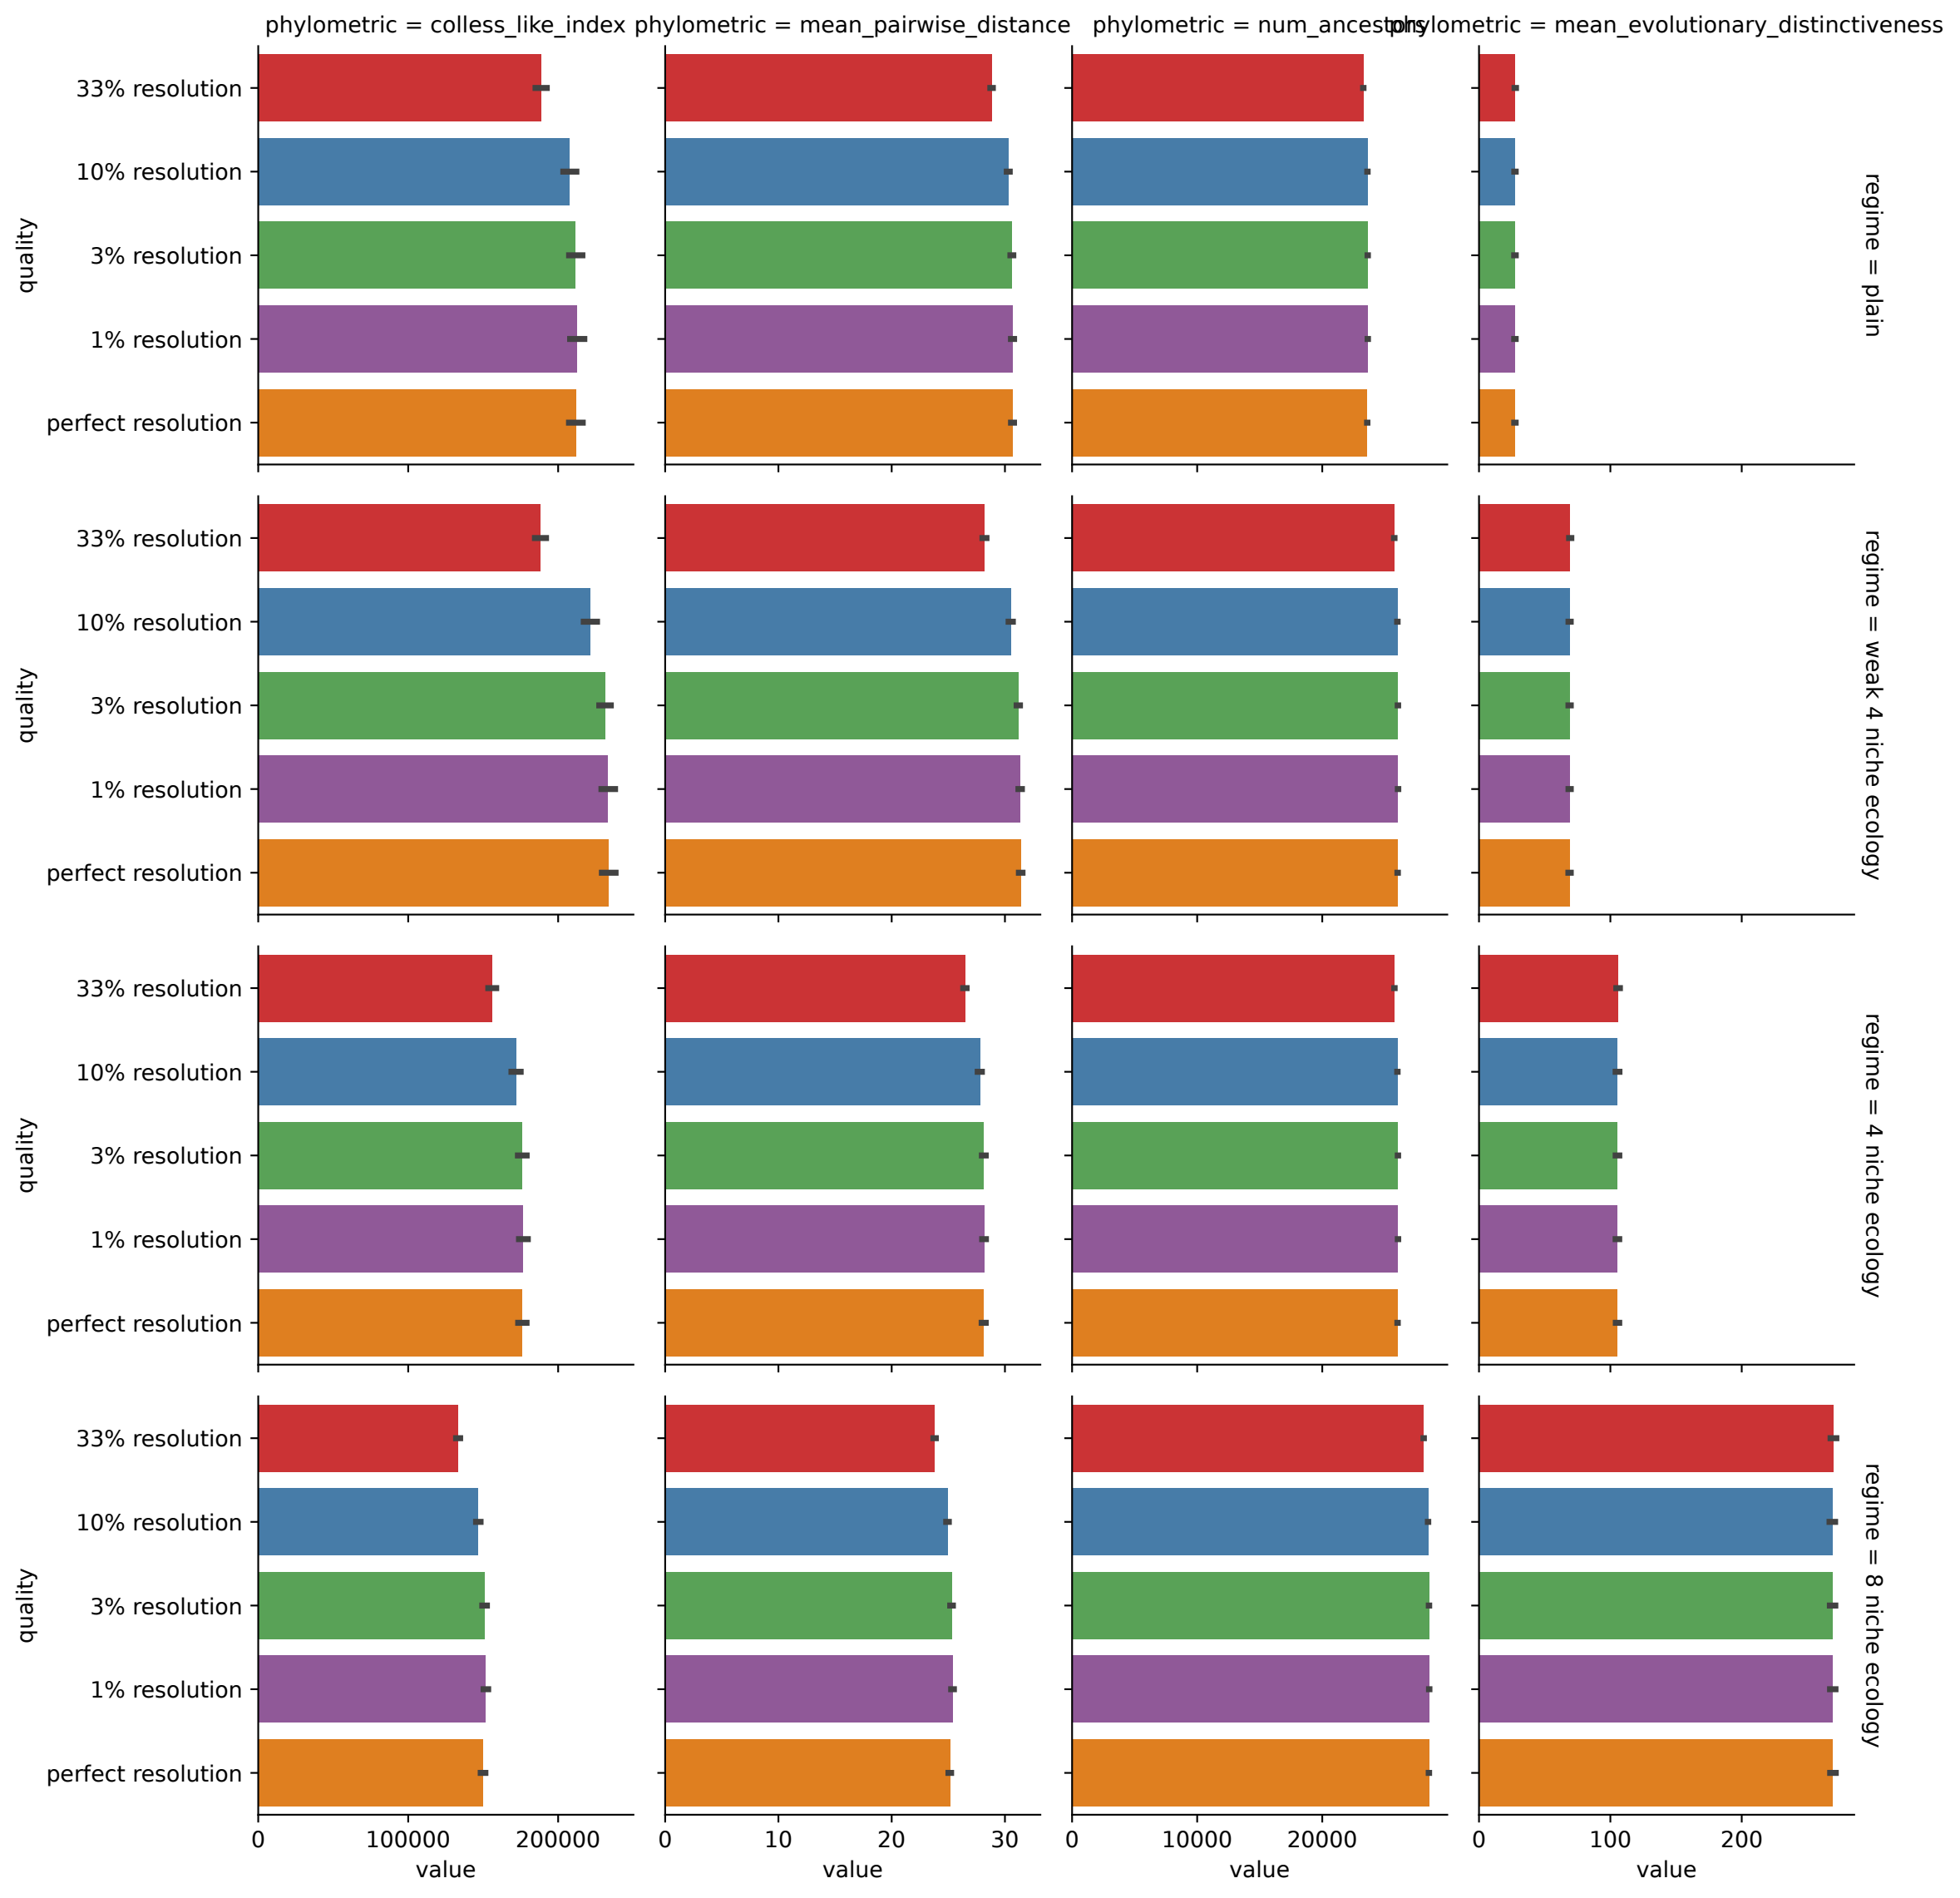 phylometric = colless_like_index
phylometric = mean_pairwise_distance
phylometric = num_ancestors
phylometric = mean_evolutionary_distinctiveness
quality
33% resolution
10% resolution
3% resolution
1% resolution
perfect resolution
regime = plain
quality
33% resolution
10% resolution
3% resolution
1% resolution
perfect resolution
regime = weak 4 niche ecology
quality
33% resolution
10% resolution
3% resolution
1% resolution
perfect resolution
regime = 4 niche ecology
quality
33% resolution
10% resolution
3% resolution
1% resolution
perfect resolution
regime = 8 niche ecology
0 100000 200000
value
0 10 20 30
value
0 10000 20000
value
0 100 200
value